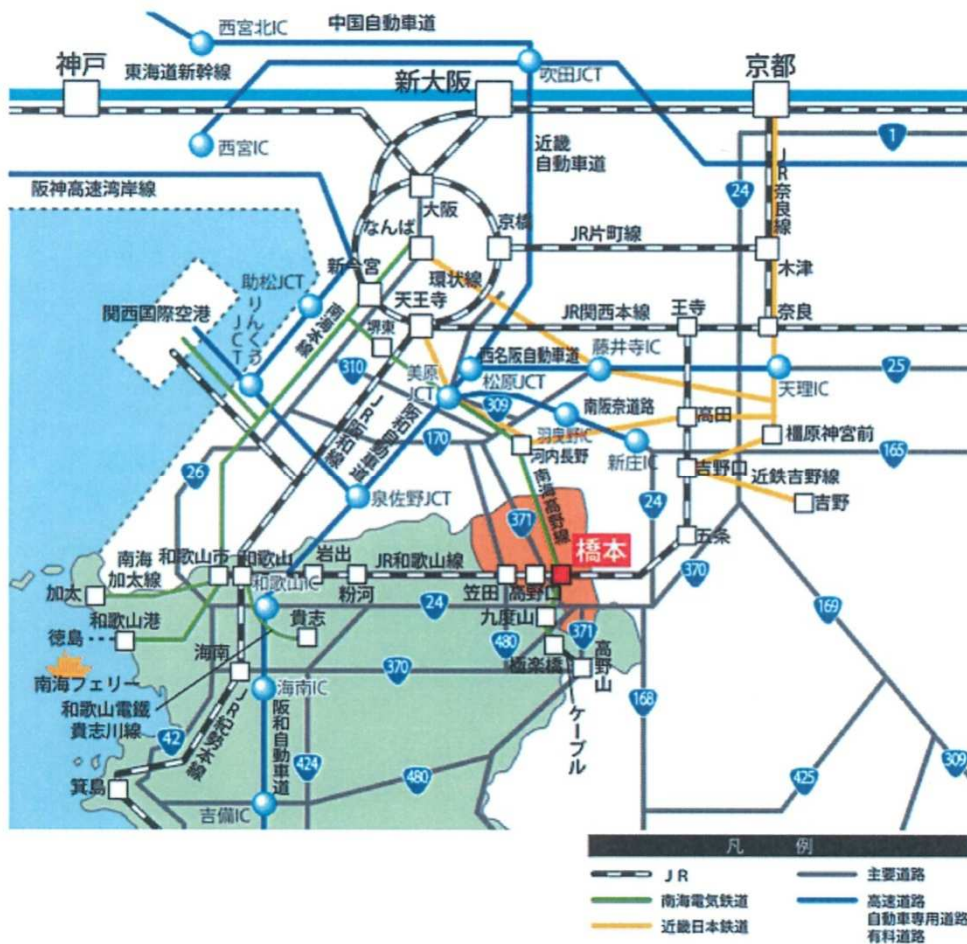 西宮北IC
中国自動車道
神戸
東海道新幹線
新大阪
吹田JCT
京都
西宮IC
近畿
自動車道
1
24
JR奈良線
阪神高速湾岸線
大阪
なんば
京橋
JR片町線
木津
新今宮
環状線
助松JCT
天王寺
王寺
関西国際空港
りんくう
JCT
南海本線
堺東
JR関西本線
奈良
310
西名阪自動車道
藤井寺IC
25
美原
JCT
松原JCT
天理IC
309
南阪奈道路
高田
JR阪和線
阪和自動車道
170
羽曳野IC
河内長野
新庄IC
橿原神宮前
165
26
吉野口
近鉄吉野線
泉佐野JCT
南海高野線
24
吉野
371
橋本
五条
370
南海
加太線
和歌山市
和歌山
岩出
JR和歌山線
加太
和歌山IC
粉河
笠田
高野口
169
和歌山港
貴志
24
九度山
徳島
480
371
海南
370
極楽橋
高野山
168
南海フェリー
海南IC
和歌山電鐵
貴志川線
ケーブル
42
JR紀勢本線
阪和自動車道
424
480
425
309
箕島
吉備IC
凡 例
JR
主要道路
南海電気鉄道
高速道路
自動車専用道路
有料道路
近畿日本鉄道